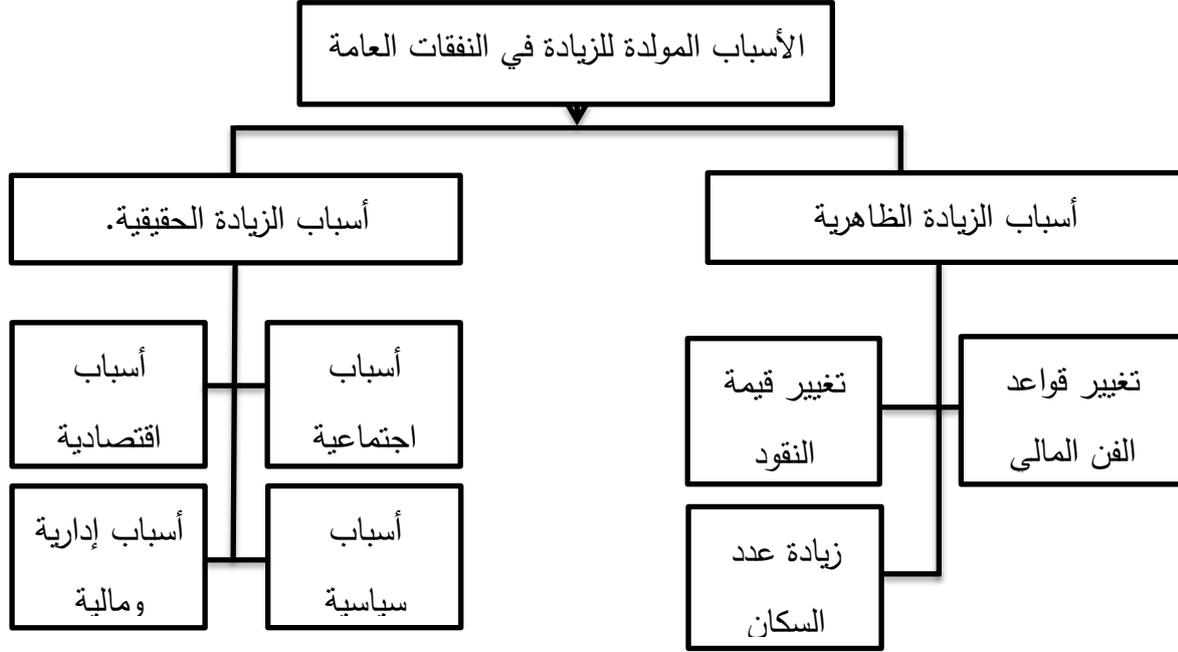 الأسباب المولدة للزيادة في النفقات العامة
أسباب الزيادة الظاهرية
أسباب الزيادة الحقيقية.
تغيير قواعد
الفن المالي
تغيير قيمة
النقود
زيادة عدد
السكان
أسباب
اجتماعية
أسباب
اقتصادية
أسباب
سياسية
أسباب إدارية
ومالية